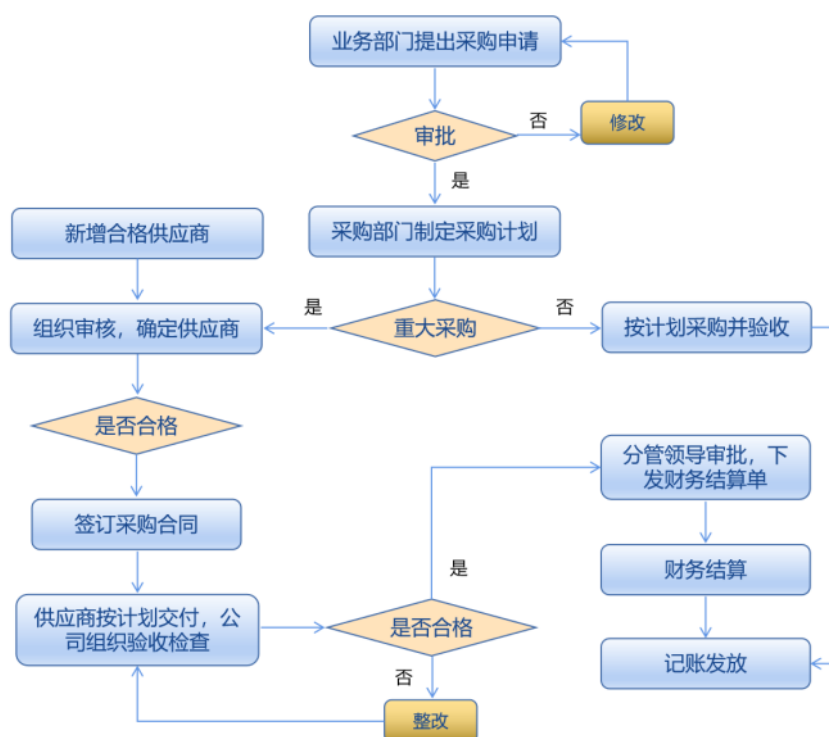 业务部门提出采购申请
审批
否
修改
是
新增合格供应商
采购部门制定采购计划
组织审核，确定供应商
是
重大采购
否
按计划采购并验收
是否合格
分管领导审批，下
发财务结算单
签订采购合同
是
财务结算
供应商按计划交付，公
司组织验收检查
是否合格
记账发放
否
整改